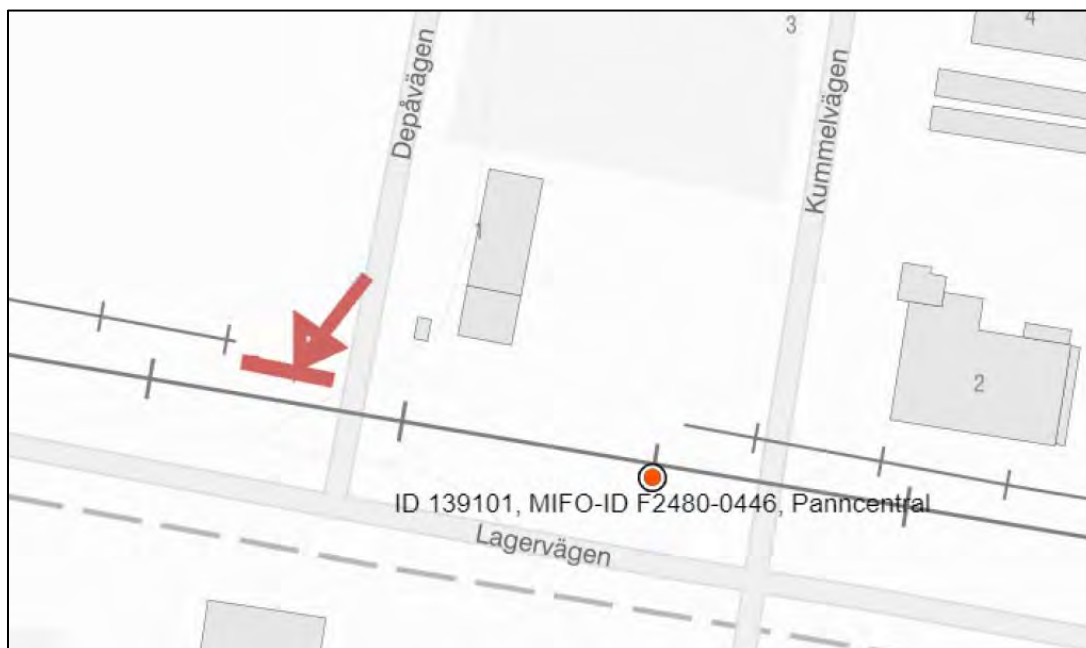 3
4
Depåvägen
Kummelvägen
1
2
ID 139101, MIFO-ID F2480-0446, Panncentral
Lagervägen